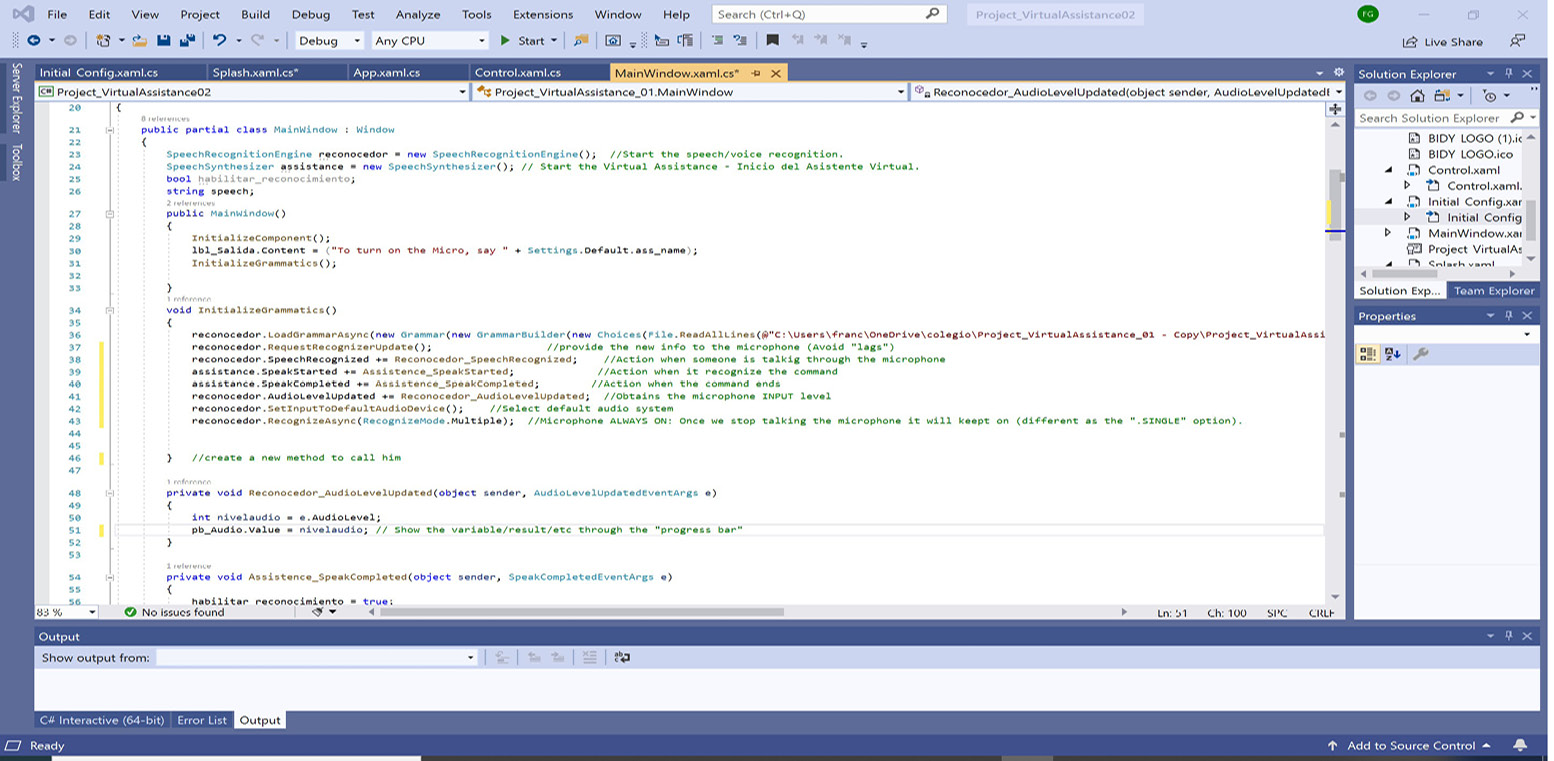 File Edit View Project Build Debug Test Analyze Tools Extensions Window Help Search (Ctrl+Q) Project_VirtualAssistance02 FG
Debug Any CPU Start Live Share
Server Explorer
Toolbox
Initial Config.xaml.cs Splash.xaml.cs* App.xaml.cs Control.xaml.cs MainWindow.xaml.cs*
C# Project_VirtualAssistance02 Project_VirtualAssistance_01.MainWindow Reconocedor_AudioLevelUpdated(object sender, AudioLevelUpdatedE
20 {
8 references
21 public partial class MainWindow : Window
22 {
23 SpeechRecognitionEngine reconocedor = new SpeechRecognitionEngine(); //Start the speech/voice recognition.
24 SpeechSynthesizer assistance = new SpeechSynthesizer(); // Start the Virtual Assistance - Inicio del Asistente Virtual.
25 bool habilitar_reconocimiento;
26 string speech;
2 references
27 public MainWindow()
28 {
29 InitializeComponent();
30 lbl_Salida.Content = ("To turn on the Micro, say " + Settings.Default.ass_name);
31 InitializeGrammatics();
32
33 }
1 reference
34 void InitializeGrammatics()
35 {
36 reconocedor.LoadGrammarAsync(new Grammar(new GrammarBuilder(new Choices(File.ReadAllLines(@"C:\Users\franc\OneDrive\colegio\Project_VirtualAssistance_01 - Copy\Project_VirtualAssi
37 reconocedor.RequestRecognizerUpdate(); //provide the new info to the microphone (Avoid "lags")
38 reconocedor.SpeechRecognized += Reconocedor_SpeechRecognized; //Action when someone is talkig through the microphone
39 assistance.SpeakStarted += Assistence_SpeakStarted; //Action when it recognize the command
40 assistance.SpeakCompleted += Assistence_SpeakCompleted; //Action when the command ends
41 reconocedor.AudioLevelUpdated += Reconocedor_AudioLevelUpdated; //Obtains the microphone INPUT level
42 reconocedor.SetInputToDefaultAudioDevice(); //Select default audio system
43 reconocedor.RecognizeAsync(RecognizeMode.Multiple); //Microphone ALWAYS ON: Once we stop talking the microphone it will keept on (different as the ".SINGLE" option).
44
45
46 } //create a new method to call him
47
1 reference
48 private void Reconocedor_AudioLevelUpdated(object sender, AudioLevelUpdatedEventArgs e)
49 {
50 int nivelaudio = e.AudioLevel;
51 pb_Audio.Value = nivelaudio; // Show the variable/result/etc through the "progress bar"
52 }
53
1 reference
54 private void Assistence_SpeakCompleted(object sender, SpeakCompletedEventArgs e)
55 {
56 habilitar_reconocimiento = true;
83 % No issues found Ln: 51 Ch: 100 SPC CRLF
Solution Explorer
Search Solution Explorer
BIDY LOGO (1).ic
BIDY LOGO.ico
Control.xaml
Control.xaml.
Initial Config.xar
Initial Config
MainWindow.xar
Project VirtualAs
Splash.xaml
Solution Exp... Team Explorer
Properties
Output
Show output from:
C# Interactive (64-bit) Error List Output
Ready Add to Source Control